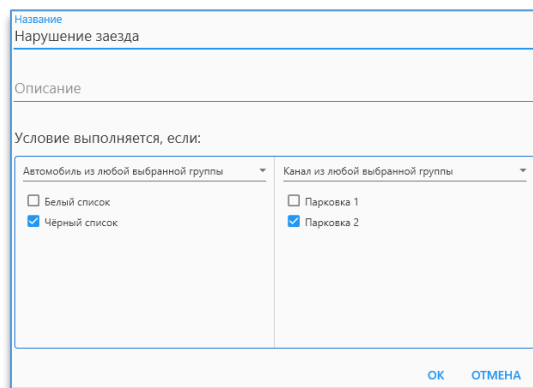 Название
Нарушение заезда
Описание
Условие выполняется, если:
Автомобиль из любой выбранной группы
Белый список
Чёрный список
Канал из любой выбранной группы
Парковка 1
Парковка 2
ОК ОТМЕНА